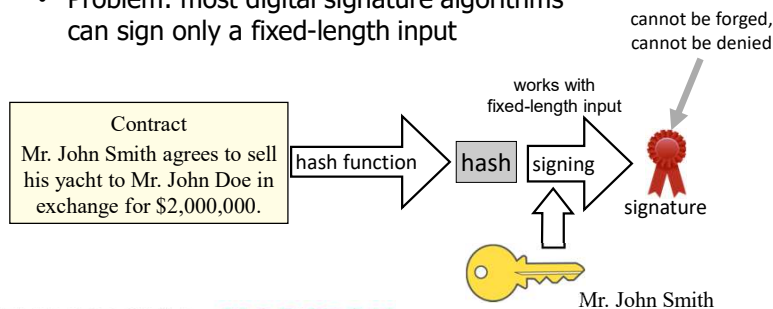 • Problem: most digital signature algorithms
can sign only a fixed-length input
cannot be forged,
cannot be denied
works with
fixed-length input
Contract
Mr. John Smith agrees to sell
his yacht to Mr. John Doe in
exchange for $2,000,000.
hash function
hash
signing
signature
Mr. John Smith